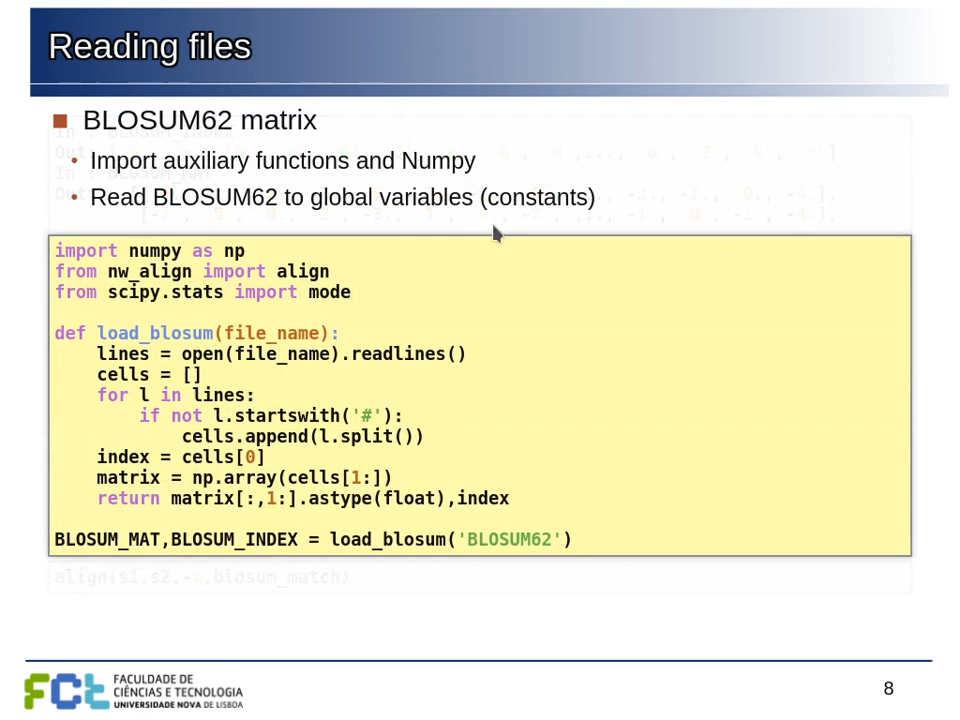 Reading files
BLOSUM62 matrix
Import auxiliary functions and Numpy
Read BLOSUM62 to global variables (constants)
import numpy as np
from nw_align import align
from scipy.stats import mode
def load_blosum(file_name):
    lines = open(file_name).readlines()
    cells = []
    for l in lines:
        if not l.startswith('#'):
            cells.append(l.split())
    index = cells[0]
    matrix = np.array(cells[1:])
    return matrix[:,1:].astype(float),index
BLOSUM_MAT,BLOSUM_INDEX = load_blosum('BLOSUM62')
FCt
FACULDADE DE
CIÊNCIAS E TECNOLOGIA
UNIVERSIDADE NOVA DE LISBOA
8